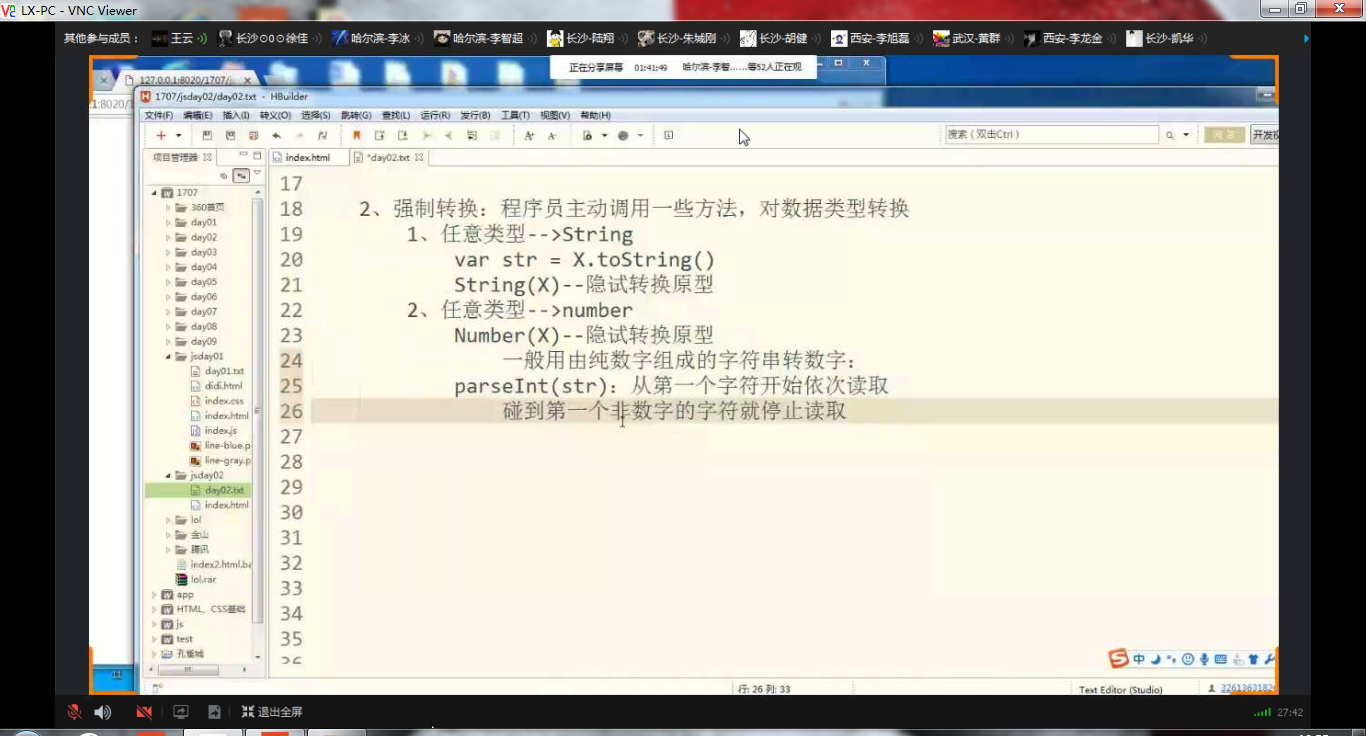 LX-PC - VNC Viewer
其他参与成员： 王云 长沙⊙0⊙徐佳 哈尔滨-李冰 哈尔滨-李智超 长沙-陆翔 长沙-朱城刚 长沙-胡健 西安-李旭磊 武汉-黄群 西安-李龙金 长沙-凯华
正在分享屏幕 01:41:49 哈尔滨-李智......等52人正在观
127.0.0.1:8020/1707/j
1:8020/1
1707/jsday02/day02.txt - HBuilder
文件(F) 编辑(E) 插入(I) 转义(O) 选择(S) 跳转(G) 查找(L) 运行(R) 发行(B) 工具(T) 视图(V) 帮助(H)
搜索（双击Ctrl） 开发视
项目管理器 index.html *day02.txt
1707
360首页
day01
day02
day03
day04
day05
day06
day07
day08
day09
jsday01
day01.txt
didi.html
index.css
index.html
index.js
line-blue.p
line-gray.p
jsday02
day02.txt
index.html
lol
金山
腾讯
index2.html.ba
lol.rar
app
HTML、CSS基础
js
test
孔雀城
17
18 2、强制转换：程序员主动调用一些方法，对数据类型转换
19 1、任意类型-->String
20 var str = X.toString()
21 String(X)--隐试转换原型
22 2、任意类型-->number
23 Number(X)--隐试转换原型
24 一般用由纯数字组成的字符串转数字：
25 parseInt(str)：从第一个字符开始依次读取
26 碰到第一个非数字的字符就停止读取
27
28
29
30
31
32
33
34
35
中
行: 26 列: 33 Text Editor (Studio)
退出全屏 27:42